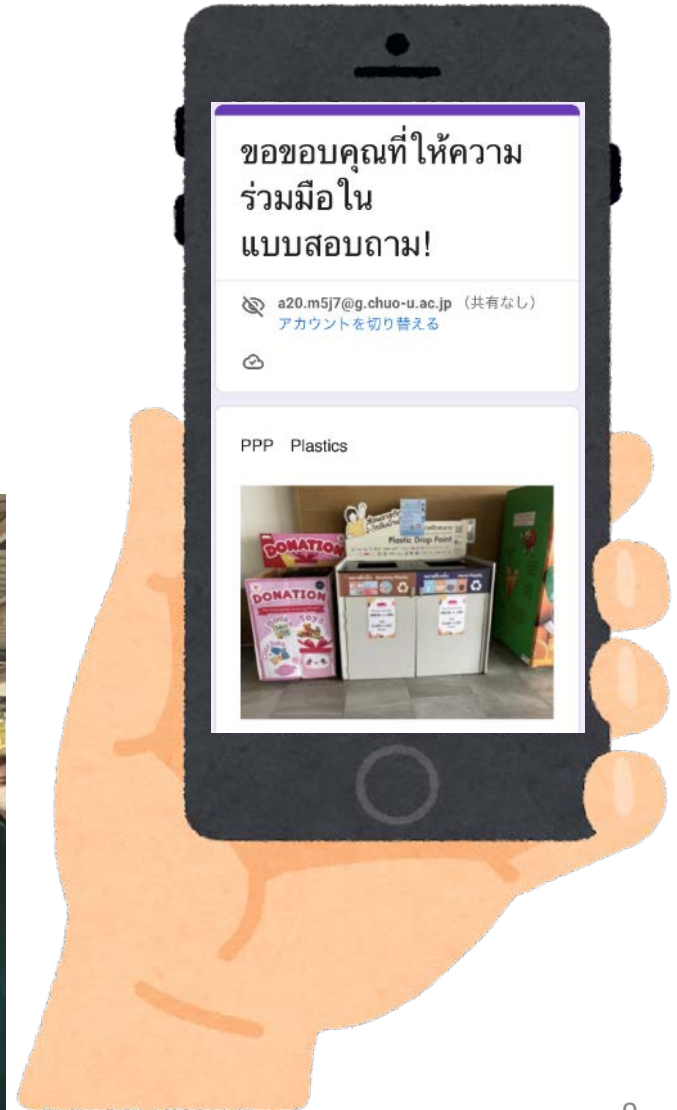 ขอขอบคุณที่ให้ความ
ร่วมมือใน
แบบสอบถาม!
a20.m5j7@g.chuo-u.ac.jp （共有なし）
アカウントを切り替える
PPP Plastics
Plastic Drop Point
DONATION
DONATION
Books
Toys